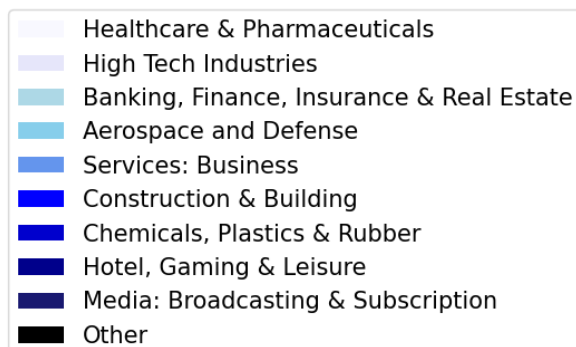 Healthcare & Pharmaceuticals
High Tech Industries
Banking, Finance, Insurance & Real Estate
Aerospace and Defense
Services: Business
Construction & Building
Chemicals, Plastics & Rubber
Hotel, Gaming & Leisure
Media: Broadcasting & Subscription
Other